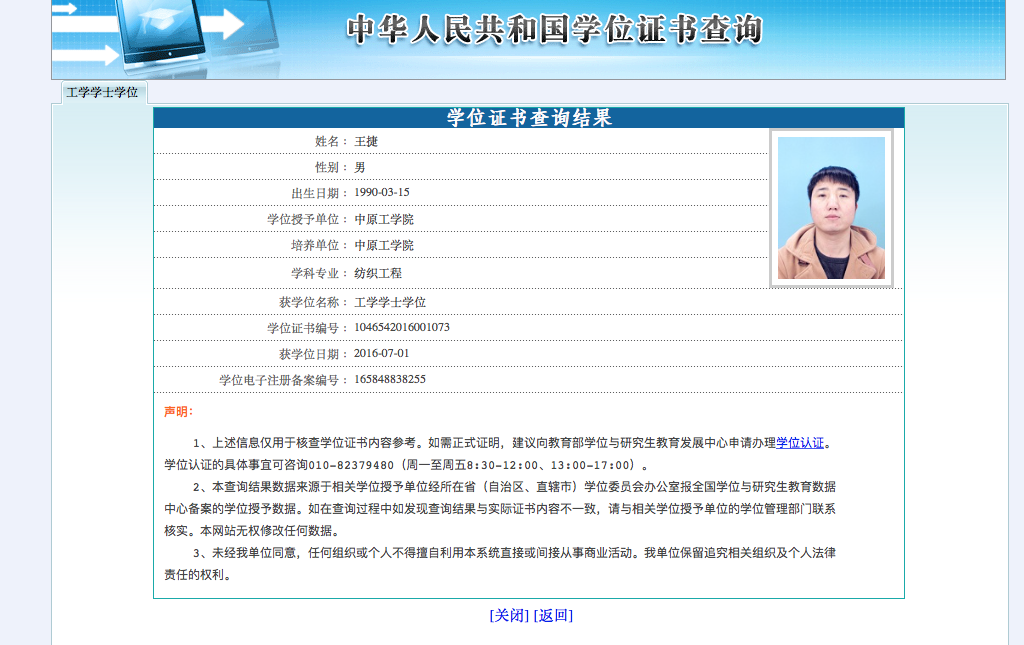 中华人民共和国学位证书查询
工学学士学位
学位证书查询结果
姓名： 王捷
性别： 男
出生日期： 1990-03-15
学位授予单位： 中原工学院
培养单位： 中原工学院
学科专业： 纺织工程
获学位名称： 工学学士学位
学位证书编号： 1046542016001073
获学位日期： 2016-07-01
学位电子注册备案编号： 165848838255
声明：
1、上述信息仅用于核查学位证书内容参考。如需正式证明，建议向教育部学位与研究生教育发展中心申请办理学位认证。
学位认证的具体事宜可咨询010-82379480（周一至周五8:30-12:00、13:00-17:00）。
2、本查询结果数据来源于相关学位授予单位经所在省（自治区、直辖市）学位委员会办公室报全国学位与研究生教育数据
中心备案的学位授予数据。如在查询过程中如发现查询结果与实际证书内容不一致，请与相关学位授予单位的学位管理部门联系
核实。本网站无权修改任何数据。
3、未经我单位同意，任何组织或个人不得擅自利用本系统直接或间接从事商业活动。我单位保留追究相关组织及个人法律
责任的权利。
[关闭] [返回]